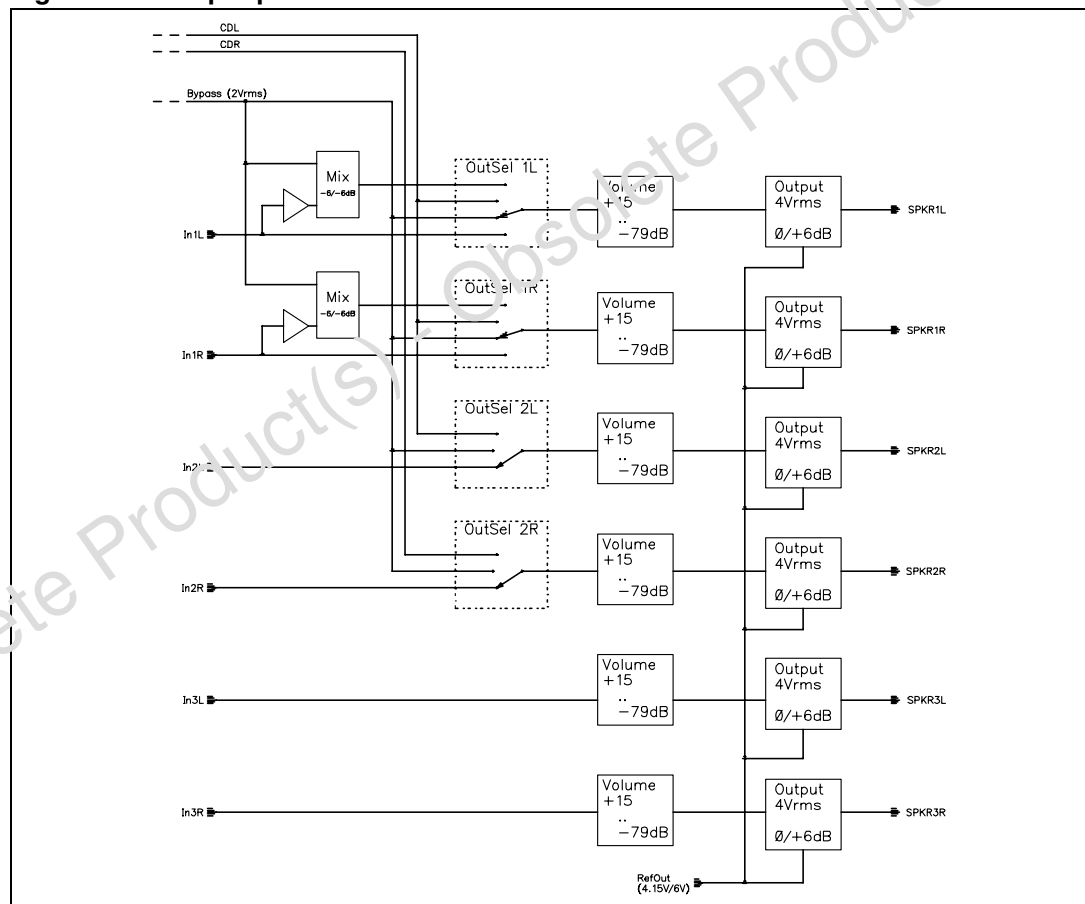 CDL
CDR
Bypass (2Vrms)
Mix
-6/-6dB
In1L
OutSel 1L
Volume
+15
..
-79dB
Output
4Vrms
Ø/+6dB
SPKR1L
Mix
-6/-6dB
In1R
OutSel 1R
Volume
+15
..
-79dB
Output
4Vrms
Ø/+6dB
SPKR1R
OutSel 2L
Volume
+15
..
-79dB
Output
4Vrms
Ø/+6dB
SPKR2L
In2R
OutSel 2R
Volume
+15
..
-79dB
Output
4Vrms
Ø/+6dB
SPKR2R
In3L
Volume
+15
..
-79dB
Output
4Vrms
Ø/+6dB
SPKR3L
In3R
Volume
+15
..
-79dB
Output
4Vrms
Ø/+6dB
SPKR3R
RefOut
(4.15V/6V)
Product(s) - Obsolete Product